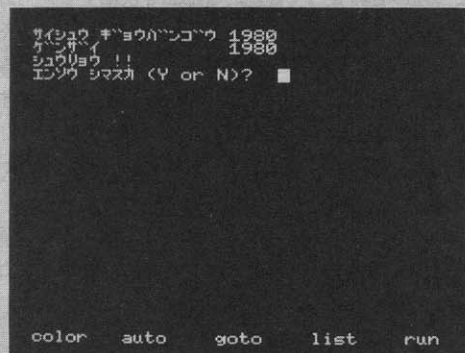 サイシュウ ギョウバンゴウ 1980
ゲンザイ 1980
シュウリョウ !!
エンソウ シマスカ (Y or N)?
color auto goto list run